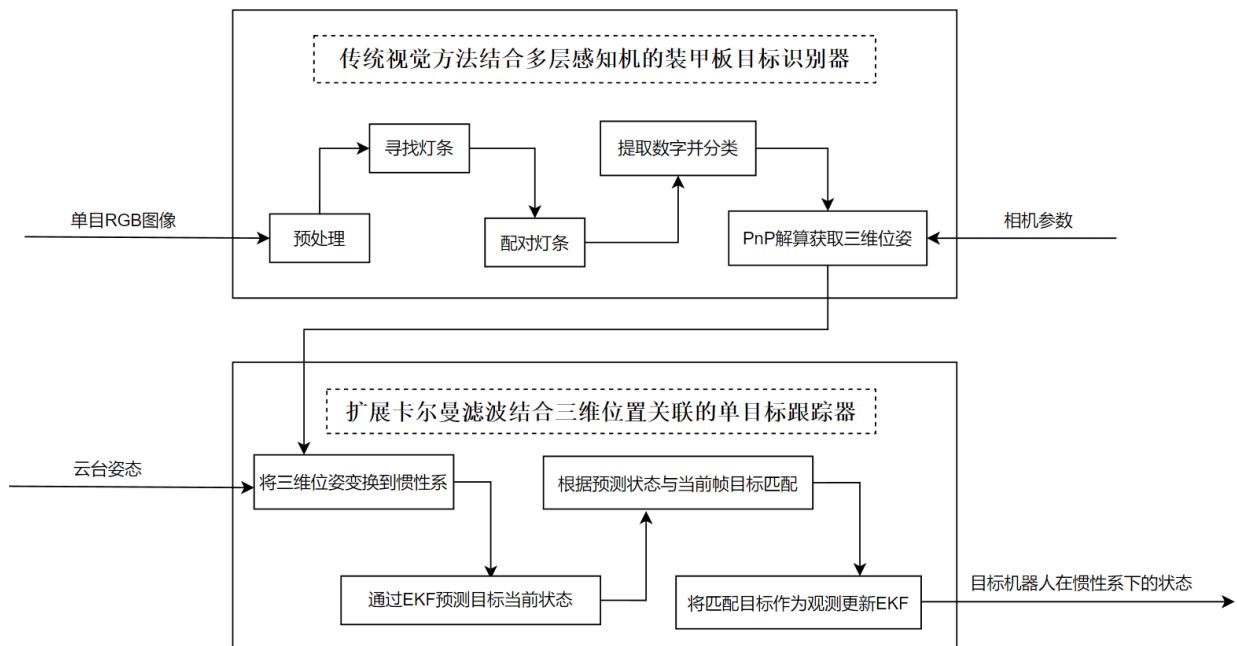 传统视觉方法结合多层感知机的装甲板目标识别器
寻找灯条
提取数字并分类
单目RGB图像
预处理
配对灯条
PnP解算获取三维位姿
相机参数
扩展卡尔曼滤波结合三维位置关联的单目标跟踪器
云台姿态
将三维位姿变换到惯性系
根据预测状态与当前帧目标匹配
通过EKF预测目标当前状态
将匹配目标作为观测更新EKF
目标机器人在惯性系下的状态